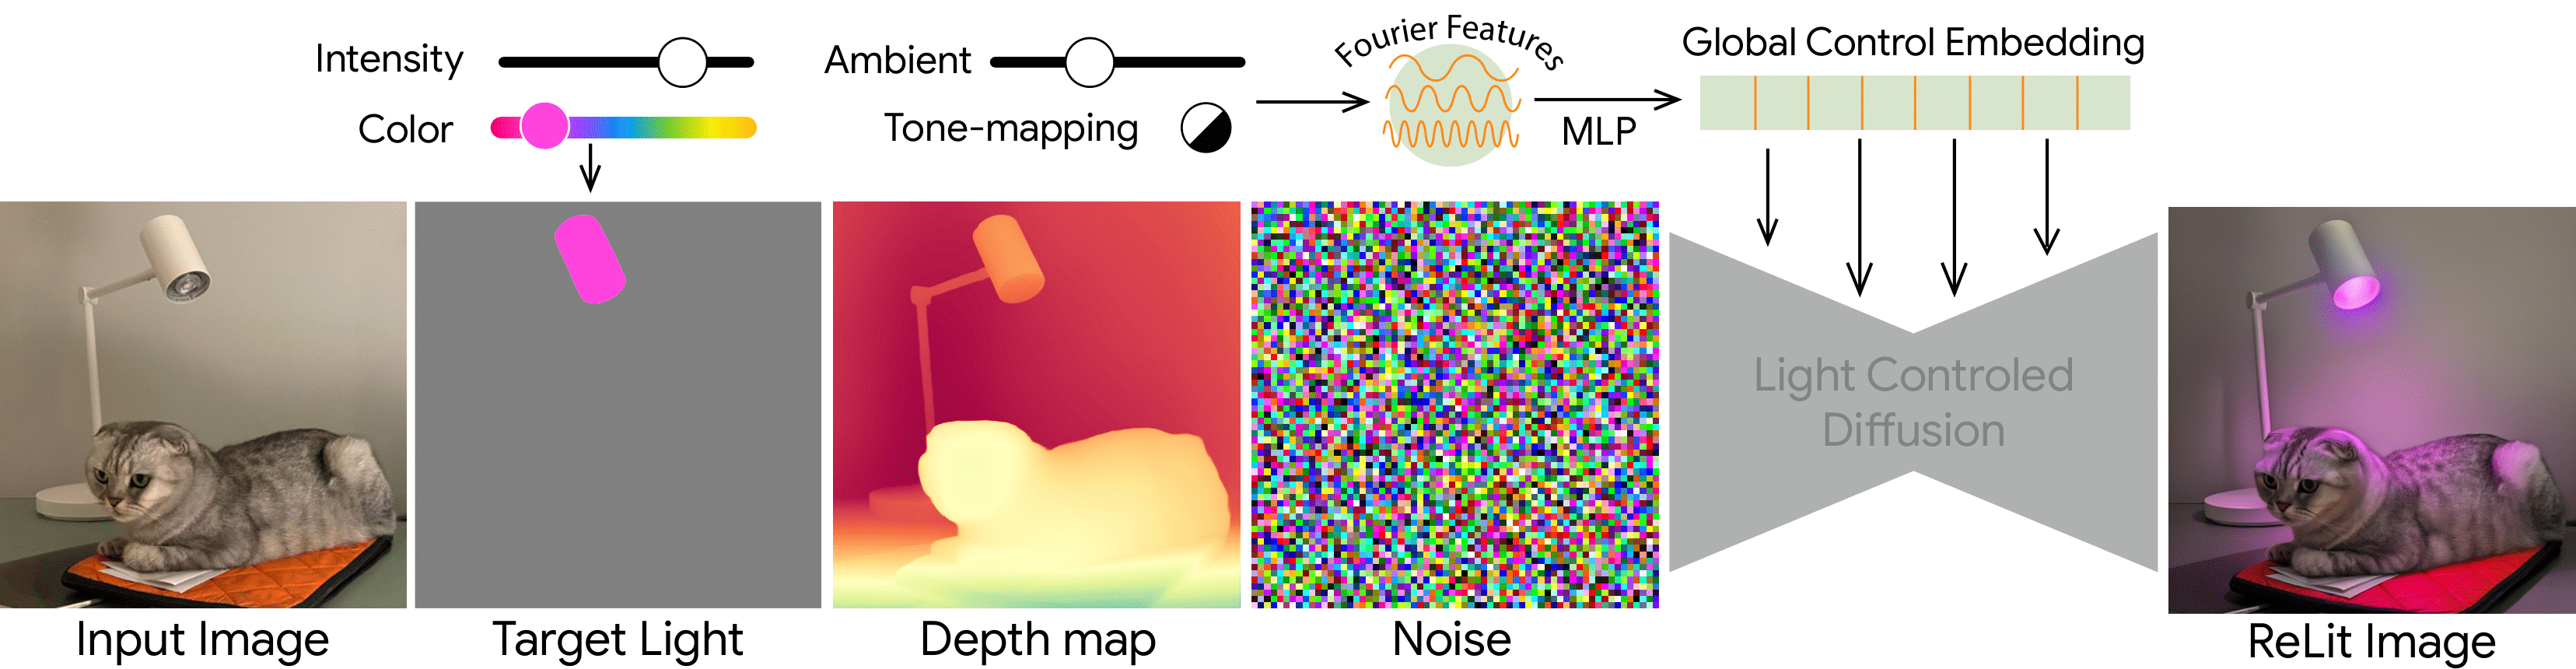 Intensity
Color
Ambient
Tone-mapping
Fourier Features
MLP
Global Control Embedding
Light Controled
Diffusion
Input Image
Target Light
Depth map
Noise
ReLit Image